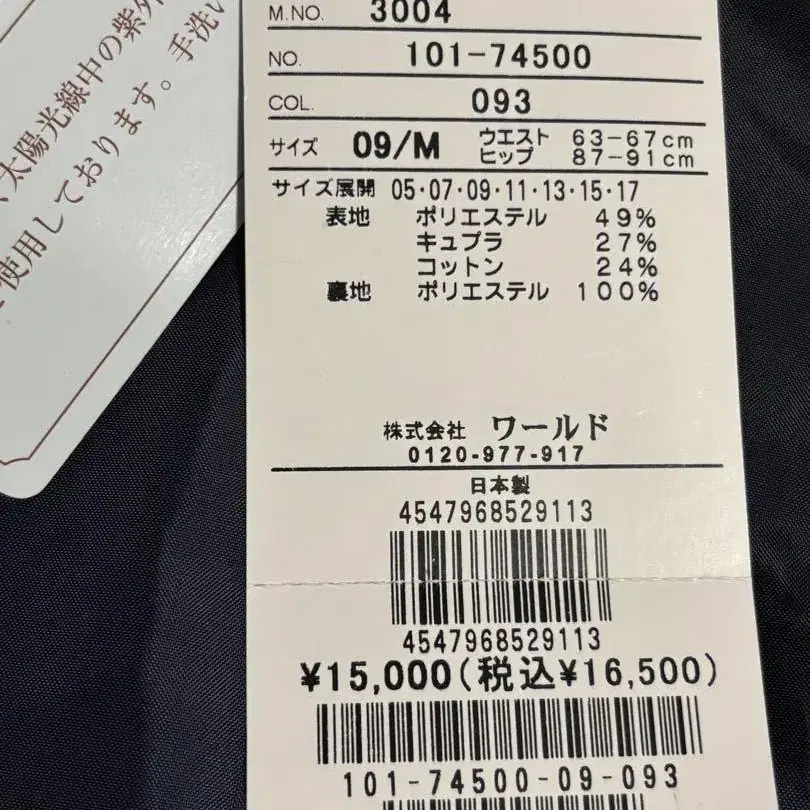 太陽光線中の紫外
使用しております。手洗い
M.NO. 3004
NO. 101-74500
COL. 093
サイズ 09/M ウエスト 63-67cm
ヒップ 87-91cm
サイズ展開 05・07・09・11・13・15・17
表地 ポリエステル 49%
キュプラ 27%
コットン 24%
裏地 ポリエステル 100%
株式会社 ワールド
0120-977-917
日本製
4547968529113
4547968529113
¥15,000(税込¥16,500)
101-74500-09-093